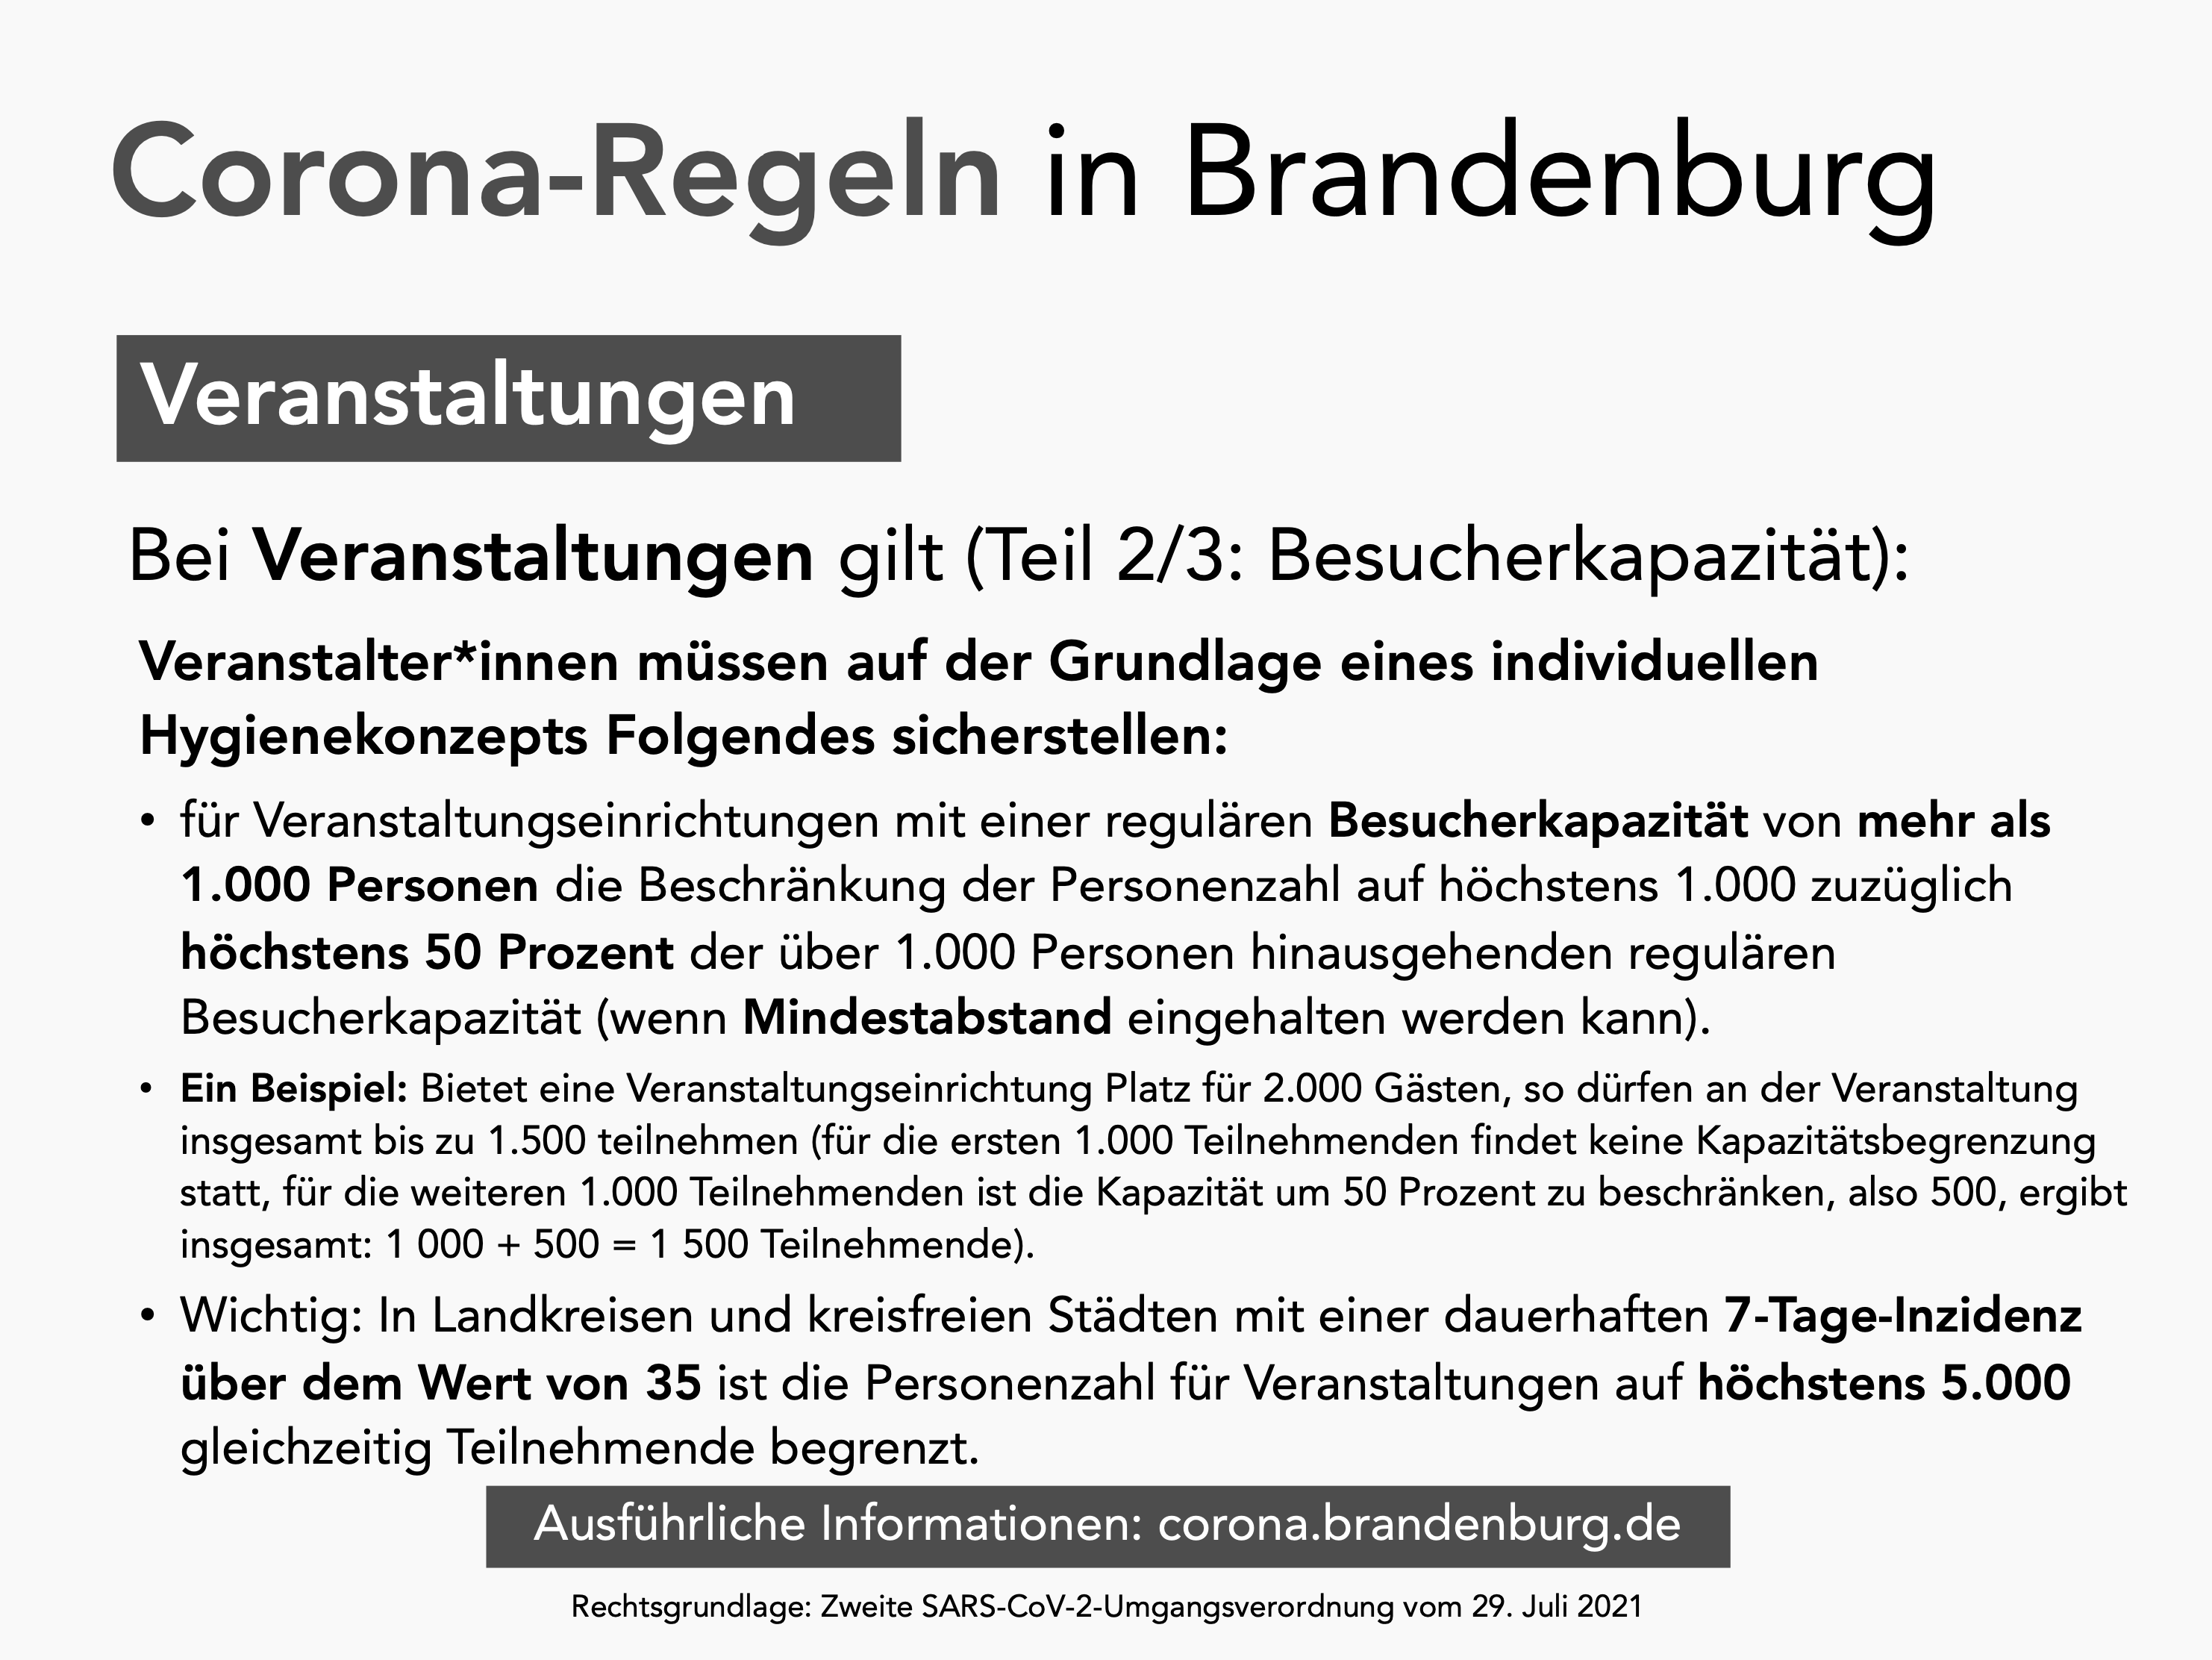 Corona-Regeln in Brandenburg
Veranstaltungen
Bei Veranstaltungen gilt (Teil 2/3: Besucherkapazität):
Veranstalter*innen müssen auf der Grundlage eines individuellen
Hygienekonzepts Folgendes sicherstellen:
• für Veranstaltungseinrichtungen mit einer regulären Besucherkapazität von mehr als
1.000 Personen die Beschränkung der Personenzahl auf höchstens 1.000 zuzüglich
höchstens 50 Prozent der über 1.000 Personen hinausgehenden regulären
Besucherkapazität (wenn Mindestabstand eingehalten werden kann).
• Ein Beispiel: Bietet eine Veranstaltungseinrichtung Platz für 2.000 Gästen, so dürfen an der Veranstaltung
insgesamt bis zu 1.500 teilnehmen (für die ersten 1.000 Teilnehmenden findet keine Kapazitätsbegrenzung
statt, für die weiteren 1.000 Teilnehmenden ist die Kapazität um 50 Prozent zu beschränken, also 500, ergibt
insgesamt: 1 000 + 500 = 1 500 Teilnehmende).
• Wichtig: In Landkreisen und kreisfreien Städten mit einer dauerhaften 7-Tage-Inzidenz
über dem Wert von 35 ist die Personenzahl für Veranstaltungen auf höchstens 5.000
gleichzeitig Teilnehmende begrenzt.
Ausführliche Informationen: corona.brandenburg.de
Rechtsgrundlage: Zweite SARS-CoV-2-Umgangsverordnung vom 29. Juli 2021